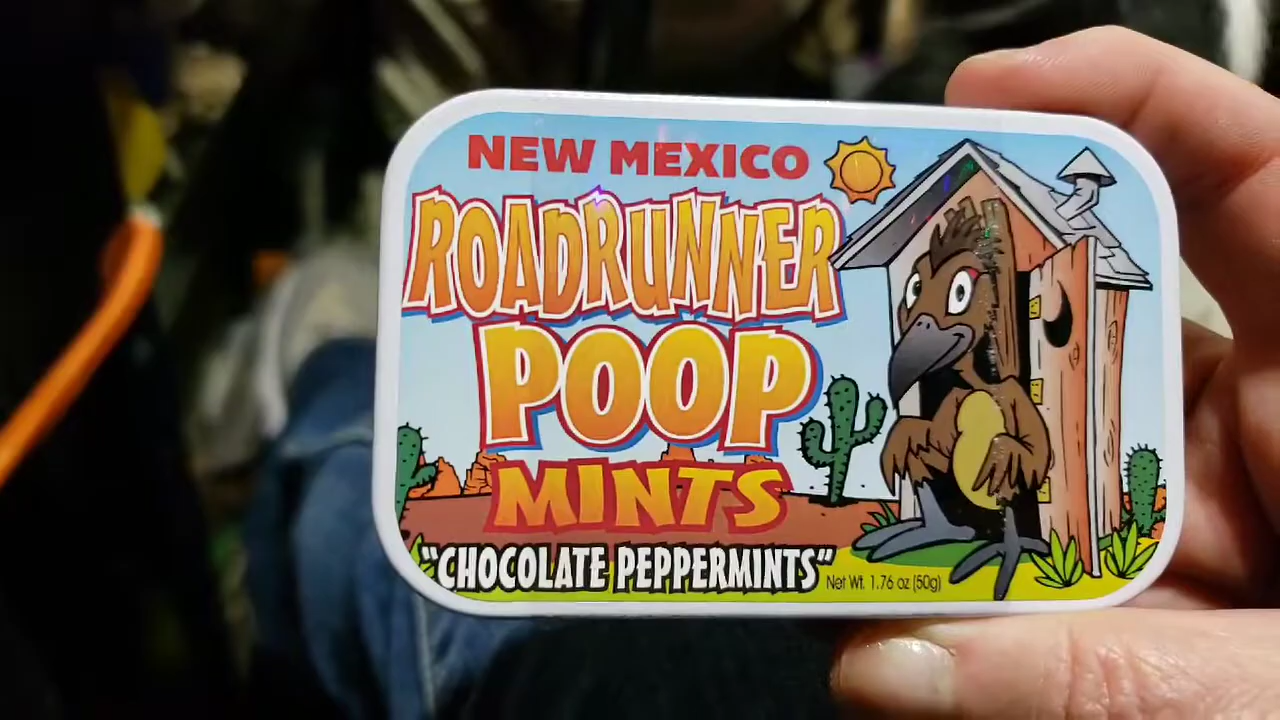 NEW MEXICO
ROADRUNNER
POOP
MINTS
"CHOCOLATE PEPPERMINTS"
Net Wt. 1.76 oz (50g)